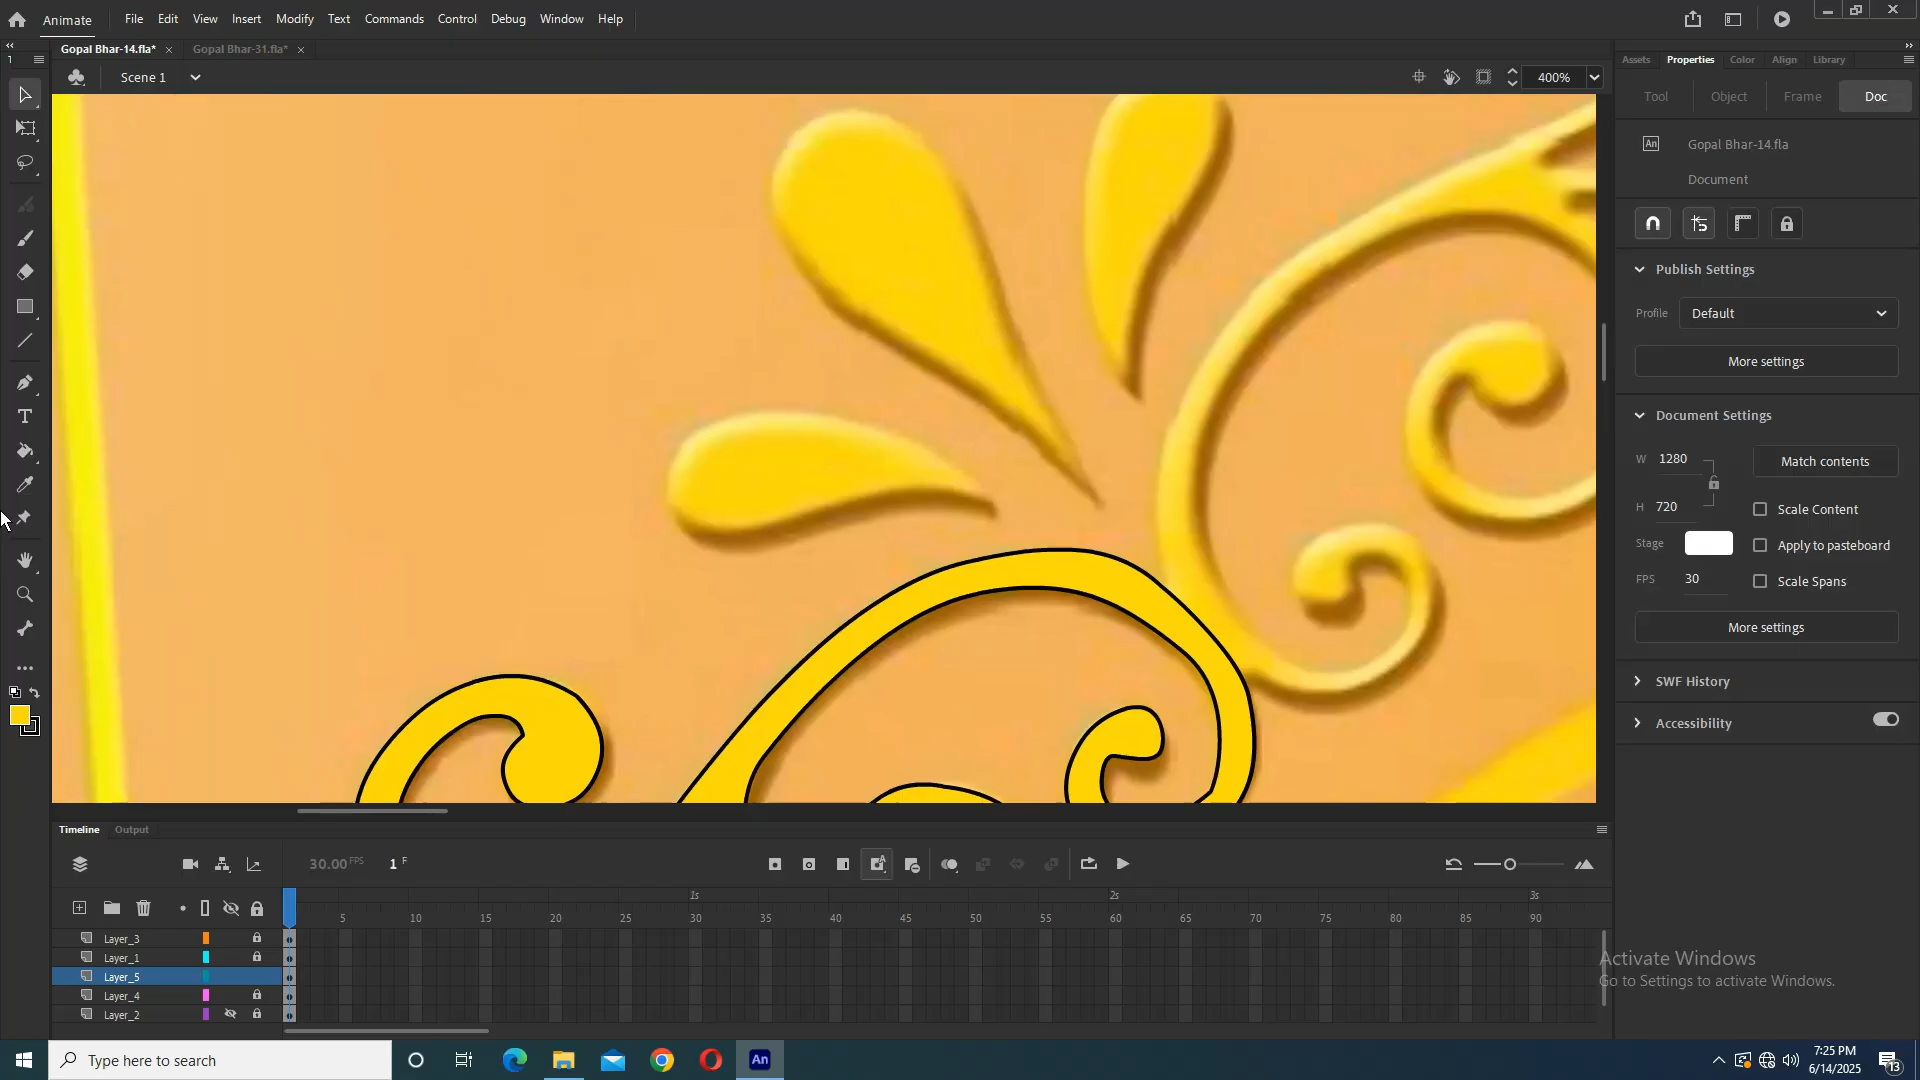 Animate File Edit View Insert Modify Text Commands Control Debug Window Help
Gopal Bhar-14.fla* Gopal Bhar-31.fla*
Scene 1 400%
1
Assets Properties Color Align Library
Tool Object Frame Doc
An Gopal Bhar-14.fla
Document
Publish Settings
Profile Default
More settings
Document Settings
W 1280 Match contents
H 720 Scale Content
Stage Apply to pasteboard
FPS 30 Scale Spans
More settings
SWF History
Accessibility
Timeline Output
30.00 FPS 1 F
1s 2s 3s
5 10 15 20 25 30 35 40 45 50 55 60 65 70 75 80 85 90
Layer_3
Layer_1
Layer_5
Layer_4
Layer_2
Activate Windows
Go to Settings to activate Windows.
Type here to search
An
7:25 PM
6/14/2025
13